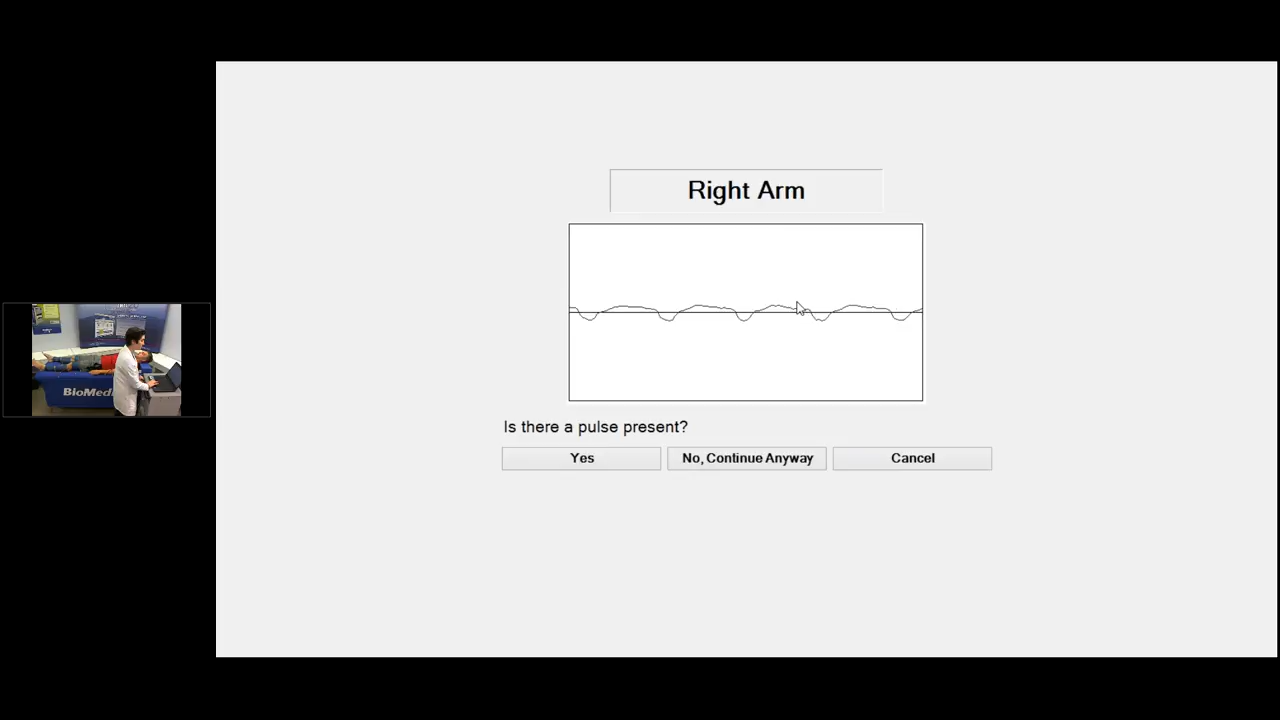 Right Arm
Is there a pulse present?
Yes
No, Continue Anyway
Cancel
BioMed